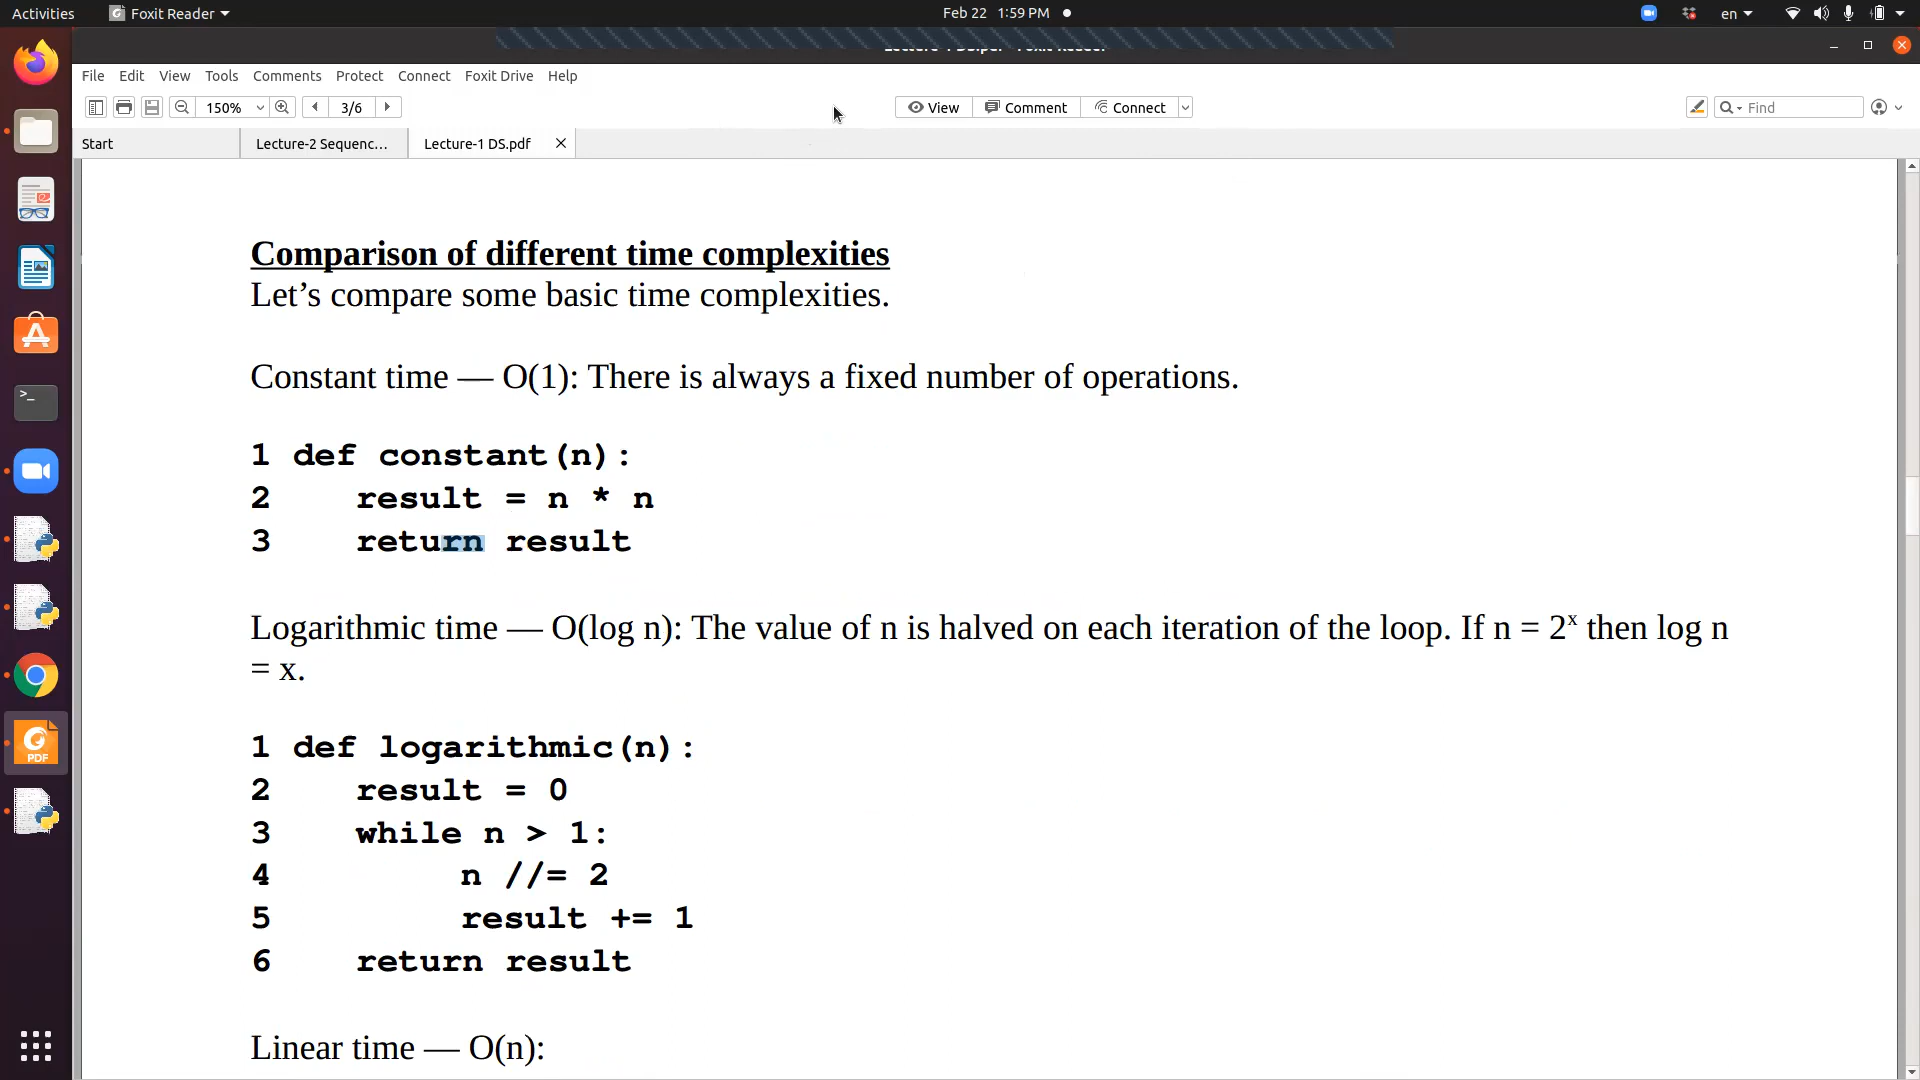 Activities Foxit Reader Feb 22 1:59 PM en
File Edit View Tools Comments Protect Connect Foxit Drive Help
150% 3/6 View Comment Connect Find
Start Lecture-2 Sequenc... Lecture-1 DS.pdf
Comparison of different time complexities
Let’s compare some basic time complexities.
Constant time — O(1): There is always a fixed number of operations.
1 def constant(n):
2 result = n * n
3 return result
Logarithmic time — O(log n): The value of n is halved on each iteration of the loop. If n = 2ˣ then log n
= x.
1 def logarithmic(n):
2 result = 0
3 while n > 1:
4 n //= 2
5 result += 1
6 return result
Linear time — O(n):
PDF